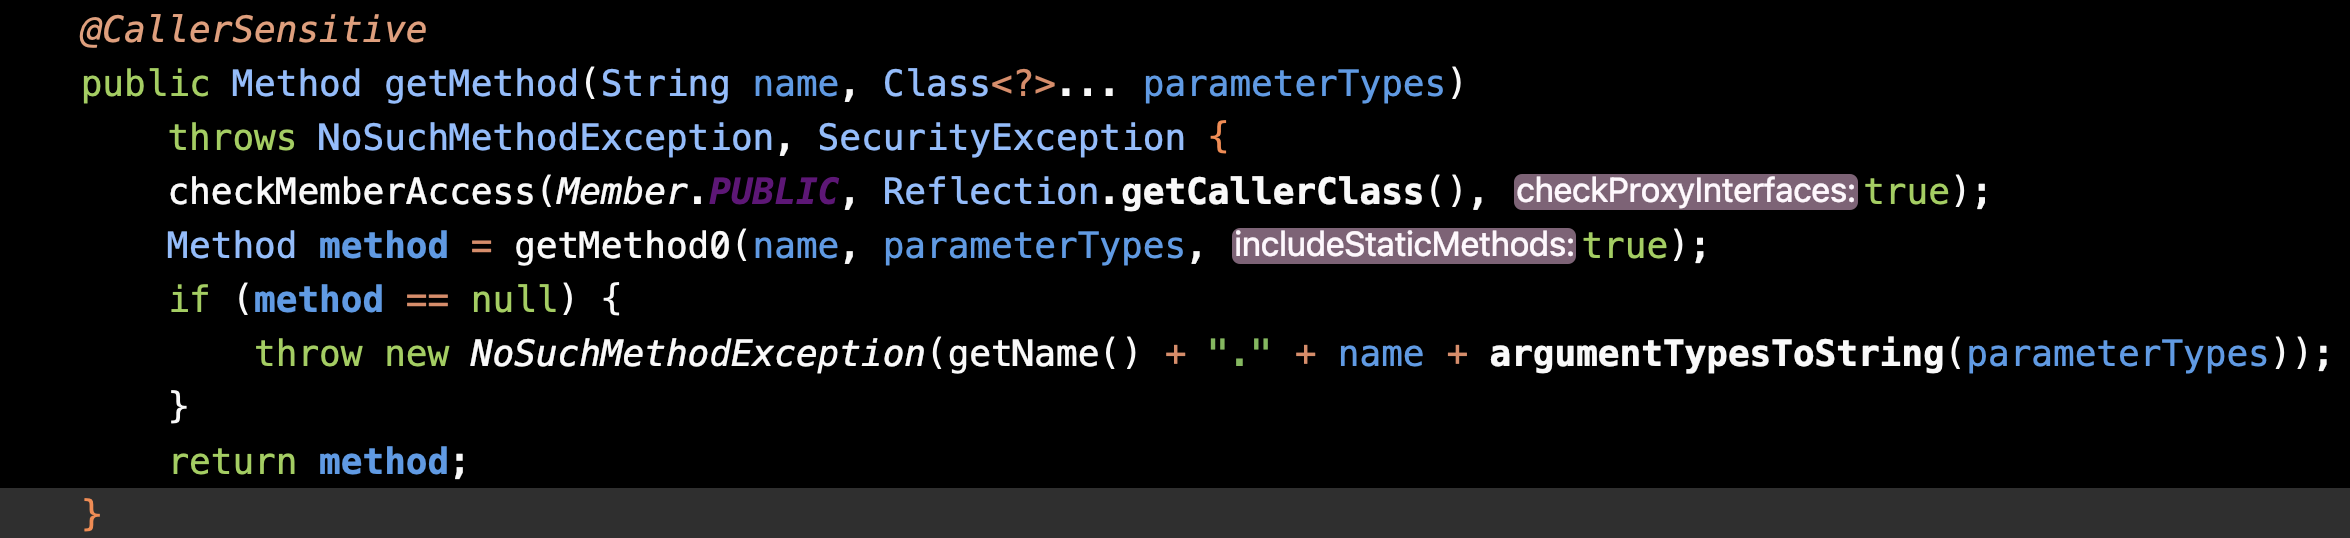 @CallerSensitive
public Method getMethod(String name, Class<?>... parameterTypes)
throws NoSuchMethodException, SecurityException {
checkMemberAccess(Member.PUBLIC, Reflection.getCallerClass(), checkProxyInterfaces: true);
Method method = getMethod0(name, parameterTypes, includeStaticMethods: true);
if (method == null) {
throw new NoSuchMethodException(getName() + "." + name + argumentTypesToString(parameterTypes));
}
return method;
}